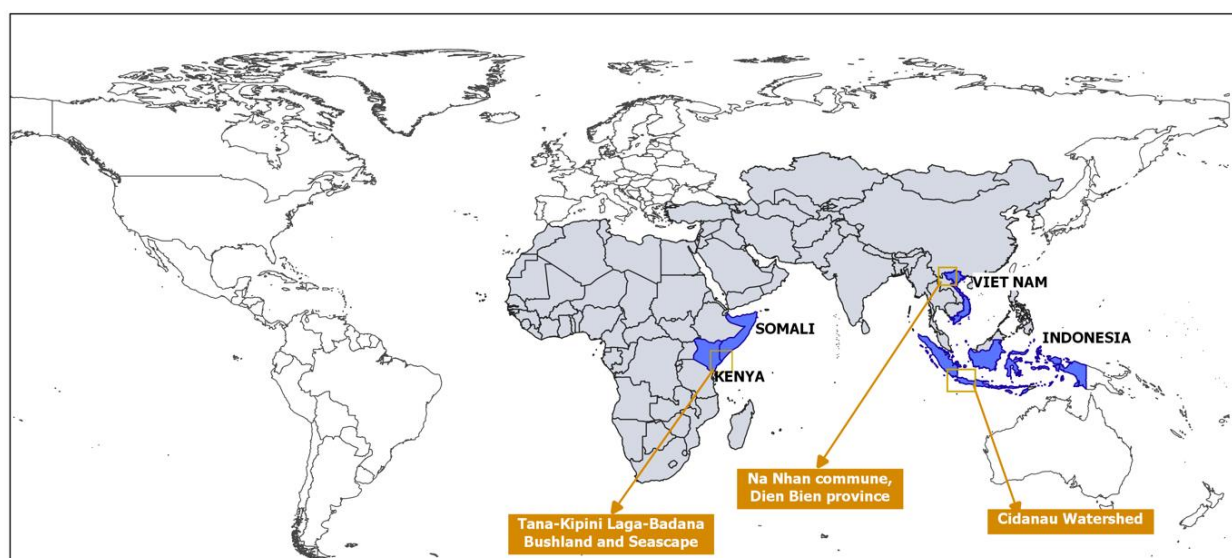 VIET NAM
SOMALI
INDONESIA
KENYA
Na Nhan commune,
Dien Bien province
Tana-Kipini Laga-Badana
Bushland and Seascape
Cidanau Watershed